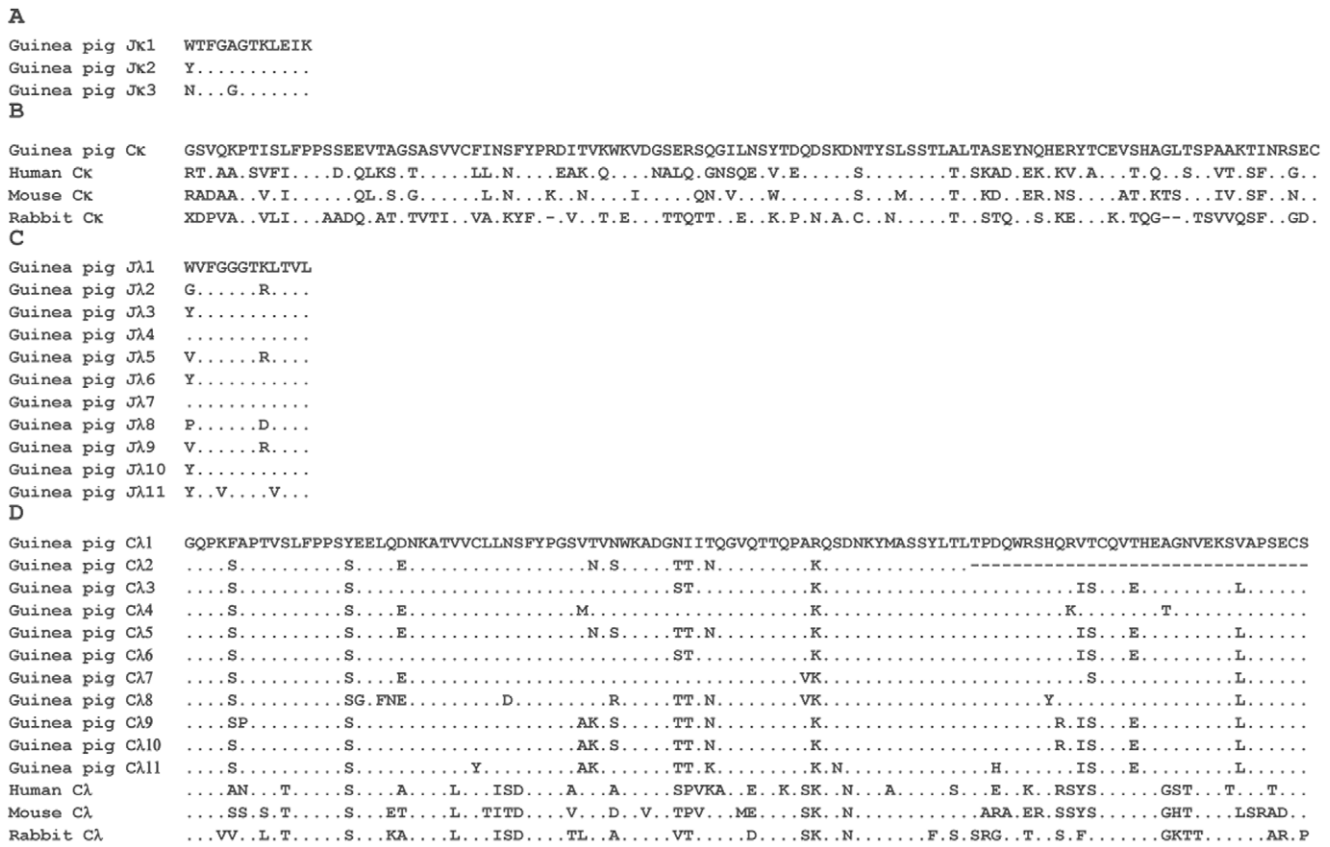 A
Guinea pig Jκ1 WTFGAGTKLEIK
Guinea pig Jκ2 Y...........
Guinea pig Jκ3 N...G.......
B
Guinea pig Cκ GSVQKPTISLFPPSSEEVTAGSASVVCFINSFYPRDITVKWKVDGSERSQGILNSYTDQDSKDNTYSLSSTLALTASEYNQHERYTCEVSHAGLTSPAAKTINRSEC
Human Cκ RT.AA.SVFI....D.QLKS.T.....LL.N....EAK.Q....NALQ.GNSQE.V.E.....S.........T.SKAD.EK.KV.A...T.Q..S..VT.SF..G..
Mouse Cκ RADAA..V.I......QL.S.G.....L..N...K..N....I.....QN.V...W.......S...M....T..KD..ER.NS....AT.KTS...IV.SF..N..
Rabbit Cκ XDPVA..VLI...AADQ.AT.TVTI..VA.KYF.-.V..T.E...TTQTT..E..K.P.N.A.C..N......T..STQ..S.KE...K.TQG--.TSVVQSF..GD.
C
Guinea pig Jλ1 WVFGGGTKLTVL
Guinea pig Jλ2 G......R....
Guinea pig Jλ3 Y...........
Guinea pig Jλ4 ............
Guinea pig Jλ5 V......R....
Guinea pig Jλ6 Y...........
Guinea pig Jλ7 ............
Guinea pig Jλ8 P......D....
Guinea pig Jλ9 V......R....
Guinea pig Jλ10 Y...........
Guinea pig Jλ11 Y..V....V...
D
Guinea pig Cλ1 GQPKFAPTVSLFPPSYEELQDNKATVVCLLNSFYPGSVTVNWKADGNIITQGVQTTQPARQSDNKYMASSYLTLTPDQWRSHQRVTCQVTHEAGNVEKSVAPSECS
Guinea pig Cλ2 ....S..........S....E.................N.S.....TT.N.........K..............--------------------------------
Guinea pig Cλ3 ....S..........S..............................ST...........K........................IS...E.........L......
Guinea pig Cλ4 ....S..........S....E................M.....................K.......................K........T.............
Guinea pig Cλ5 ....S..........S....E.................N.S.....TT.N.........K........................IS...E.........L......
Guinea pig Cλ6 ....S..........S..............................ST...........K........................IS...E.........L......
Guinea pig Cλ7 ....S..........S....E.....................................VK.........................S.............L......
Guinea pig Cλ8 ....S..........SG.FNE.........D.........R.....TT.N........VK.....................Y.................L......
Guinea pig Cλ9 ....SP.........S.....................AK.S.....TT.N.........K......................R.IS...E.........L......
Guinea pig Cλ10 ....S..........S.....................AK.S.....TT.N.........K......................R.IS...E.........L......
Guinea pig Cλ11 ....S..........S...........Y.........AK.......TT.K.........K.N..............H.......IS...E.........L......
Human Cλ ....AN...T.....S....A....L...ISD....A...A.....SPVKA..E..K.SK..N...A.....S...E..K..RSYS......GST...T...T...
Mouse Cλ ....SS.S.T.....S...ET....L..TITD....V...D..V..TPV...ME....SK..N............ARA.ER.SSYS......GHT....LSRAD..
Rabbit Cλ ...VV..L.T.....S...KA....L...ISD....TL..A.....VT.....D....SK..N.......F.S.SRG..T..S.F.......GKTT......AR.P